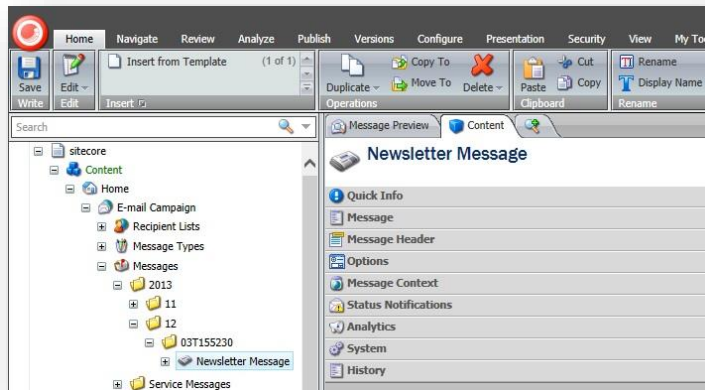 Home Navigate Review Analyze Publish Versions Configure Presentation Security View
Insert from Template (1 of 1) Copy To Cut Rename
Save Edit Duplicate Move To Delete Paste Copy Display Name
Write Edit Insert Operations Clipboard Rename
Search Message Preview Content
sitecore
Newsletter Message
Content
Home
Quick Info
E-mail Campaign
Message
Recipient Lists
Message Header
Message Types
Options
Messages
Message Context
2013
Status Notifications
11
Analytics
12
System
03T155230
History
Newsletter Message
Service Messages